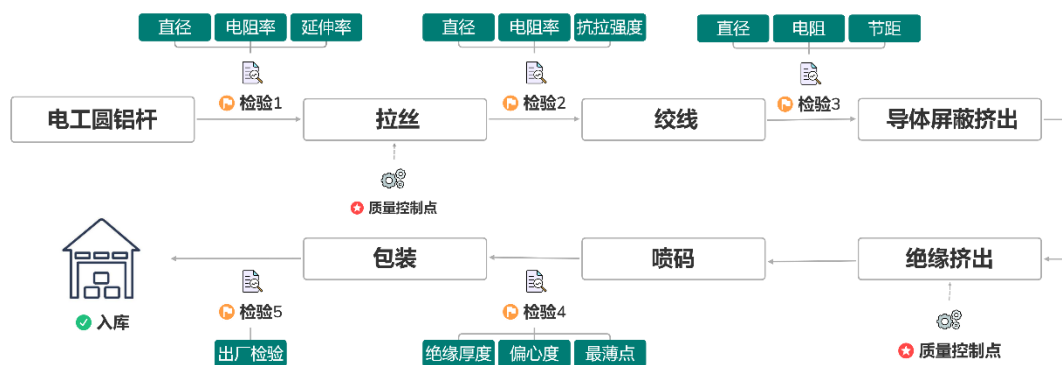 直径 电阻率 延伸率
直径 电阻率 抗拉强度
直径 电阻 节距
检验1
检验2
检验3
电工圆铝杆
拉丝
绞线
导体屏蔽挤出
质量控制点
绝缘挤出
喷码
包装
入库
检验5
检验4
质量控制点
出厂检验
绝缘厚度 偏心度 最薄点